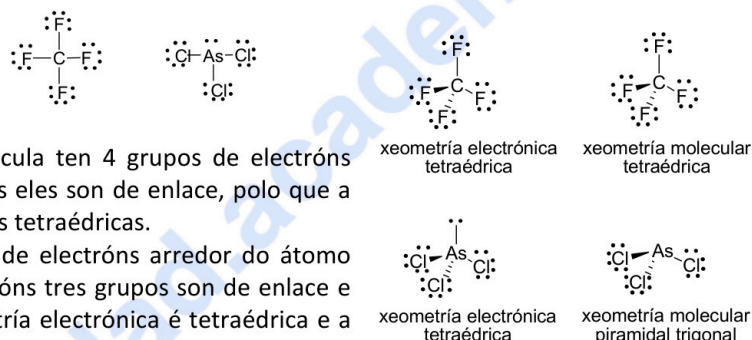 :F:
:F—C—F:
:F:
:Cl—As—Cl:
:Cl:
cula ten 4 grupos de electróns
s eles son de enlace, polo que a
s tetraédricas.
de electróns arredor do átomo
óns tres grupos son de enlace e
tría electrónica é tetraédrica e a
:F:
C
:F F:
:F:
xeometría electrónica
tetraédrica
:F:
C
:F F:
:F:
xeometría molecular
tetraédrica
As
:Cl Cl:
:Cl:
xeometría electrónica
tetraédrica
As
:Cl Cl:
:Cl:
xeometría molecular
piramidal trigonal